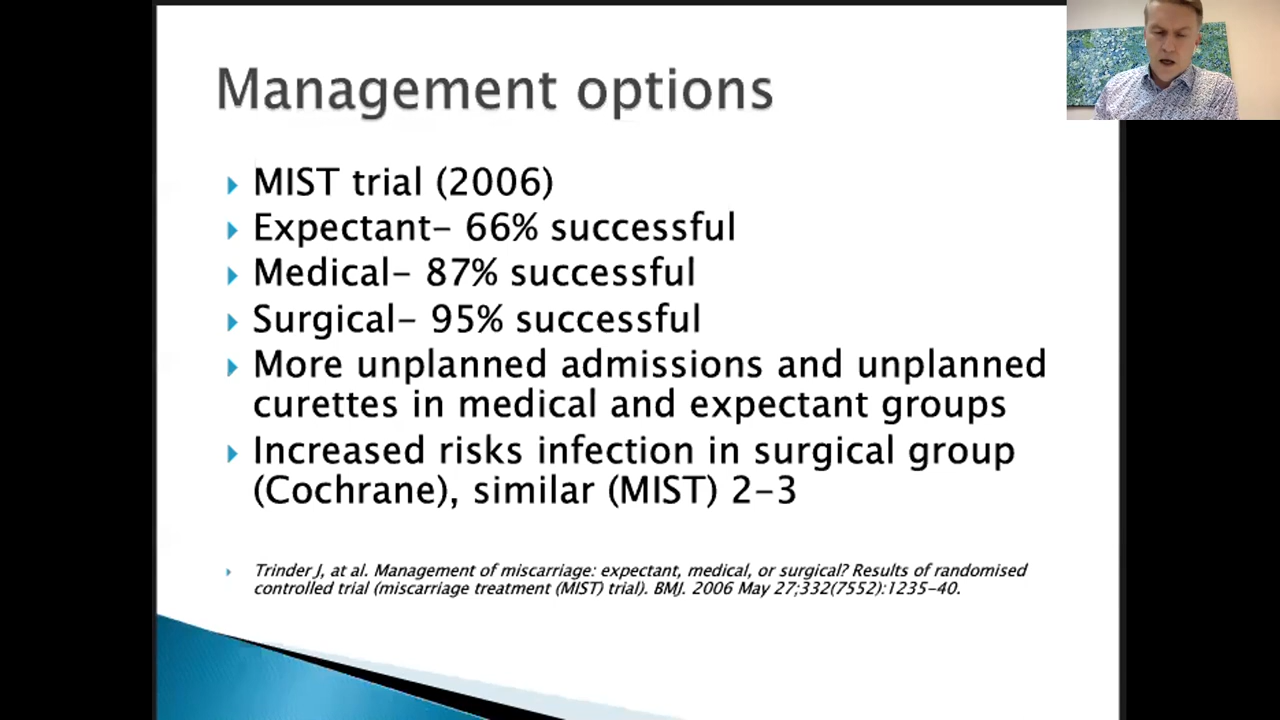 Management options
MIST trial (2006)
Expectant- 66% successful
Medical- 87% successful
Surgical- 95% successful
More unplanned admissions and unplanned
curettes in medical and expectant groups
Increased risks infection in surgical group
(Cochrane), similar (MIST) 2-3
Trinder J, at al. Management of miscarriage: expectant, medical, or surgical? Results of randomised
controlled trial (miscarriage treatment (MIST) trial). BMJ. 2006 May 27;332(7552):1235-40.